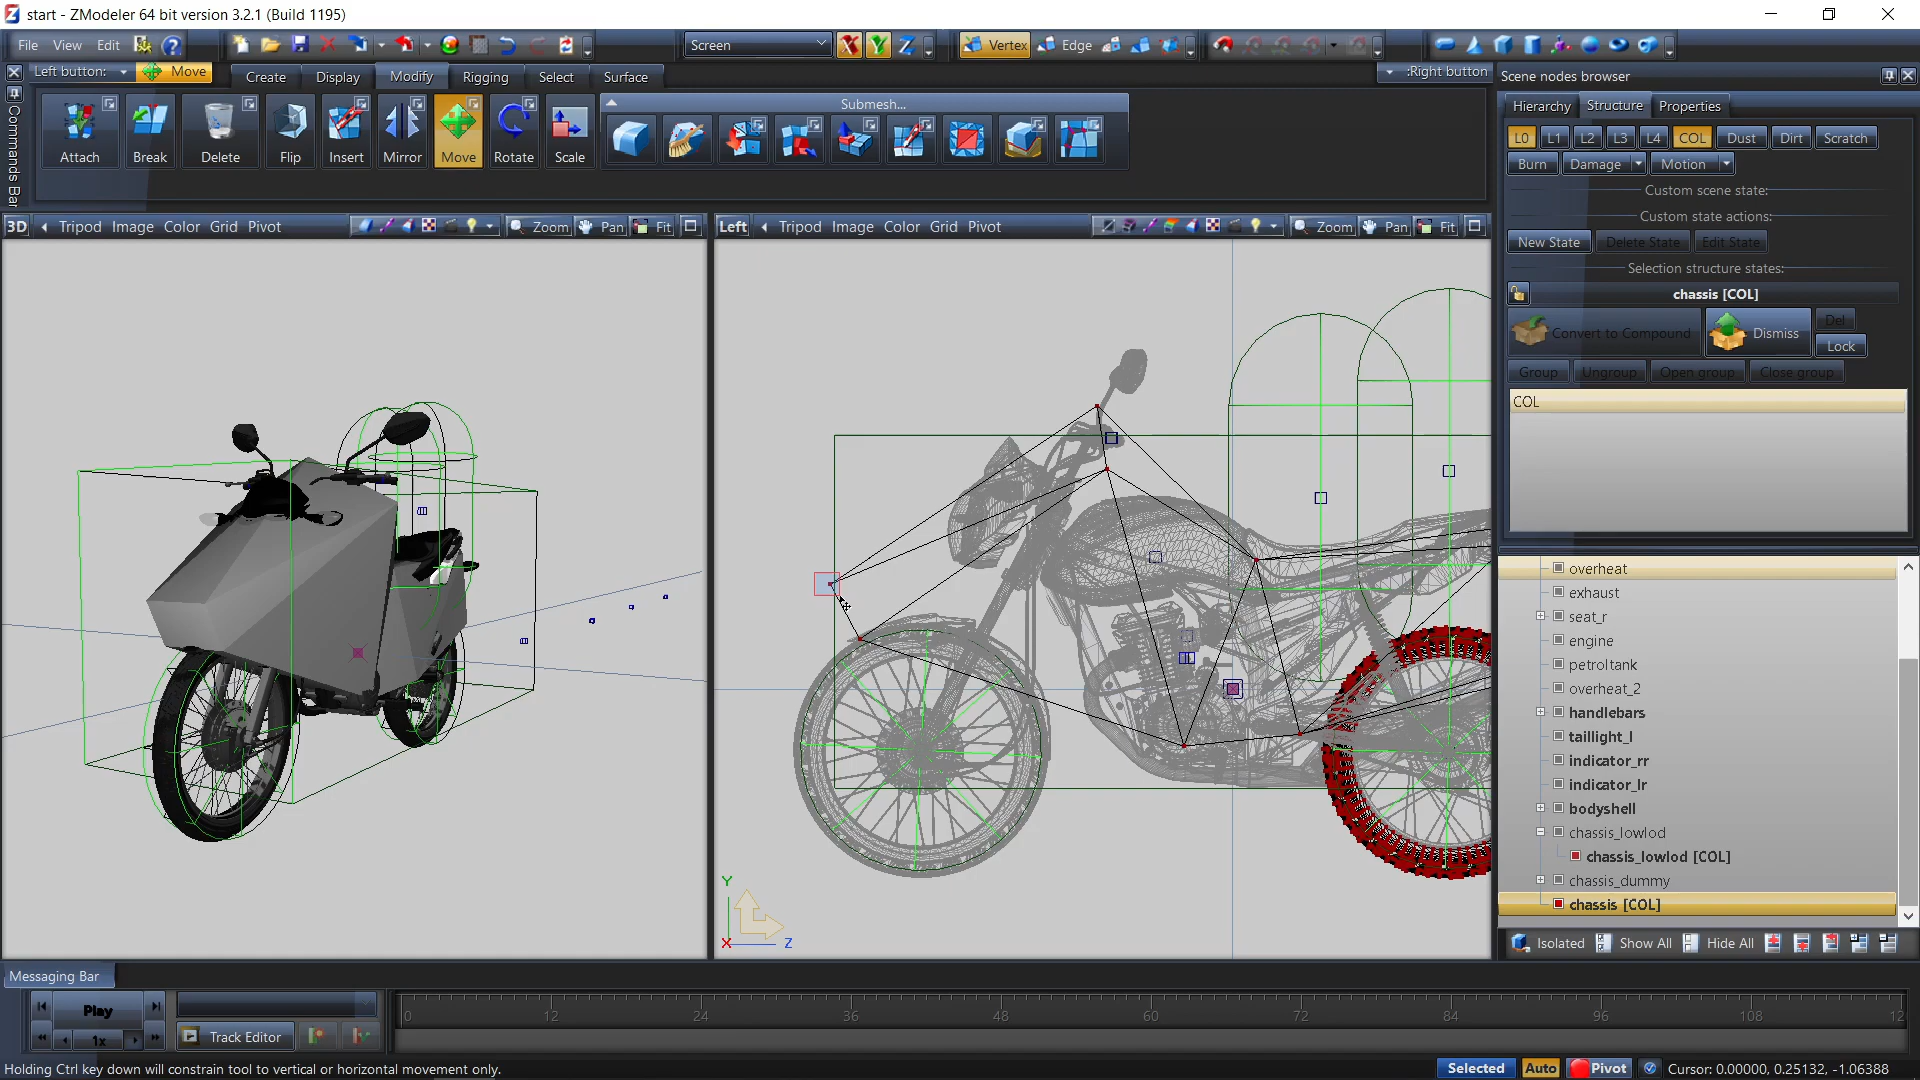 start - ZModeler 64 bit version 3.2.1 (Build 1195)
File View Edit
Screen
Vertex Edge
Left button: Move
:Right button
Scene nodes browser
Create Display Modify Rigging Select Surface
Submesh...
Attach Break Delete Flip Insert Mirror Move Rotate Scale
Commands Bar
Hierarchy Structure Properties
L0 L1 L2 L3 L4 COL Dust Dirt Scratch
Burn Damage Motion
Custom scene state:
Custom state actions:
New State Delete State Edit State
Selection structure states:
chassis [COL]
Convert to Compound Dismiss Del
Lock
Group Ungroup Open group Close group
COL
3D Tripod Image Color Grid Pivot Zoom Pan Fit
Left Tripod Image Color Grid Pivot Zoom Pan Fit
Y
X Z
overheat
exhaust
seat_r
engine
petroltank
overheat_2
handlebars
taillight_l
indicator_rr
indicator_lr
bodyshell
chassis_lowlod
chassis_lowlod [COL]
chassis_dummy
chassis [COL]
Isolated Show All Hide All
Messaging Bar
Play
1x
Track Editor
0 12 24 36 48 60 72 84 96 108 12
Holding Ctrl key down will constrain tool to vertical or horizontal movement only.
Selected Auto Pivot Cursor: 0.00000, 0.25132, -1.06388